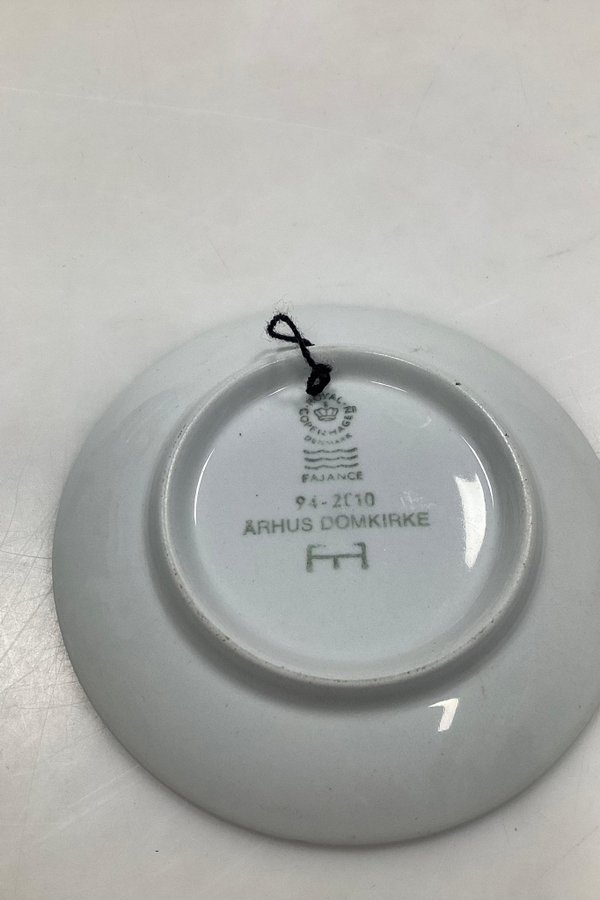 ROYAL
COPENHAGEN
DENMARK
FAJANCE
94-2010
ÅRHUS DOMKIRKE